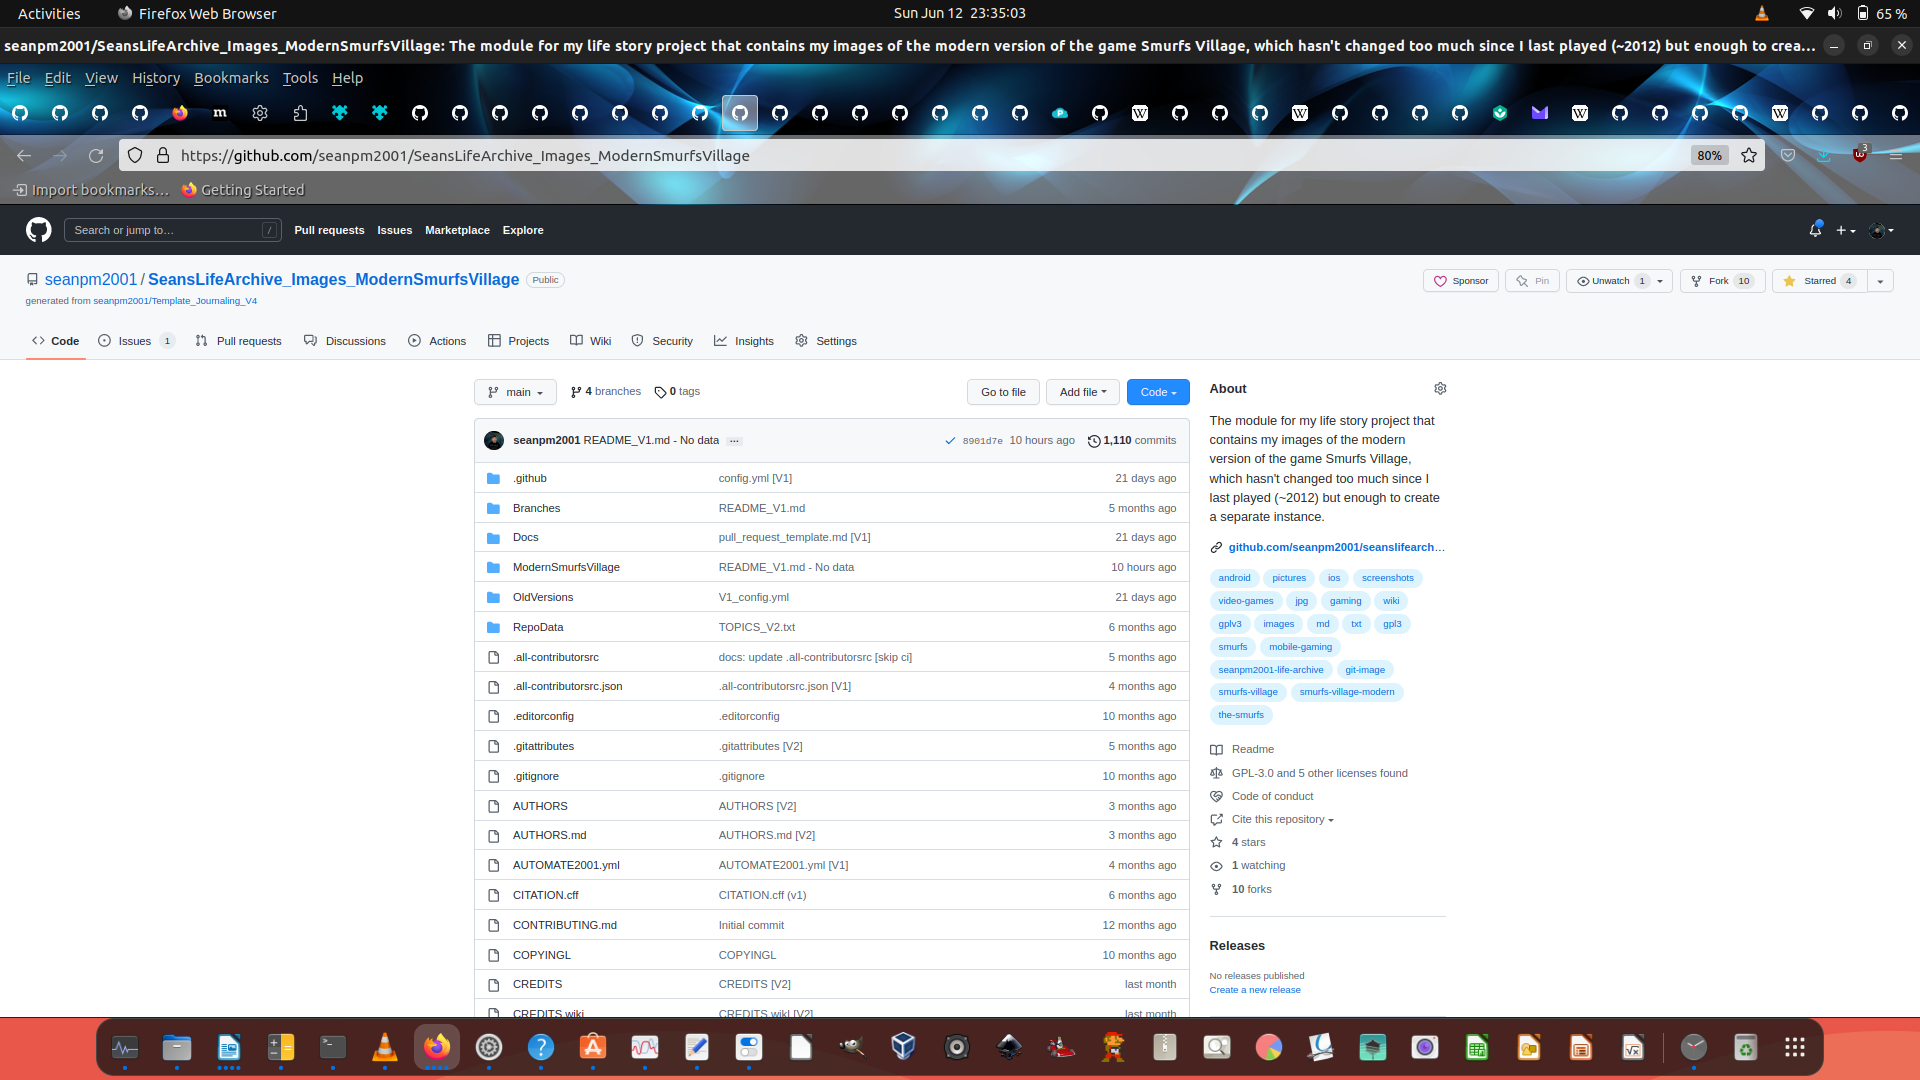 Activities Firefox Web Browser Sun Jun 12 23:35:03 65 %
seanpm2001/SeansLifeArchive_Images_ModernSmurfsVillage: The module for my life story project that contains my images of the modern version of the game Smurfs Village, which hasn't changed too much since I last played (~2012) but enough to crea…
File Edit View History Bookmarks Tools Help
https://github.com/seanpm2001/SeansLifeArchive_Images_ModernSmurfsVillage 80% 3
Import bookmarks… Getting Started
Search or jump to… / Pull requests Issues Marketplace Explore
seanpm2001 / SeansLifeArchive_Images_ModernSmurfsVillage Public Sponsor Pin Unwatch 1 Fork 10 Starred 4
generated from seanpm2001/Template_Journaling_V4
Code Issues 1 Pull requests Discussions Actions Projects Wiki Security Insights Settings
main 4 branches 0 tags Go to file Add file Code
seanpm2001 README_V1.md - No data ... 8901d7e 10 hours ago 1,110 commits
.github config.yml [V1] 21 days ago
Branches README_V1.md 5 months ago
Docs pull_request_template.md [V1] 21 days ago
ModernSmurfsVillage README_V1.md - No data 10 hours ago
OldVersions V1_config.yml 21 days ago
RepoData TOPICS_V2.txt 6 months ago
.all-contributorsrc docs: update .all-contributorsrc [skip ci] 5 months ago
.all-contributorsrc.json .all-contributorsrc.json [V1] 4 months ago
.editorconfig .editorconfig 10 months ago
.gitattributes .gitattributes [V2] 5 months ago
.gitignore .gitignore 10 months ago
AUTHORS AUTHORS [V2] 3 months ago
AUTHORS.md AUTHORS.md [V2] 3 months ago
AUTOMATE2001.yml AUTOMATE2001.yml [V1] 4 months ago
CITATION.cff CITATION.cff (v1) 6 months ago
CONTRIBUTING.md Initial commit 12 months ago
COPYINGL COPYINGL 10 months ago
CREDITS CREDITS [V2] last month
CREDITS.wiki CREDITS.wiki [V2] last month
About
The module for my life story project that
contains my images of the modern
version of the game Smurfs Village,
which hasn't changed too much since I
last played (~2012) but enough to create
a separate instance.
github.com/seanpm2001/seanslifearch…
android pictures ios screenshots
video-games jpg gaming wiki
gplv3 images md txt gpl3
smurfs mobile-gaming
seanpm2001-life-archive git-image
smurfs-village smurfs-village-modern
the-smurfs
Readme
GPL-3.0 and 5 other licenses found
Code of conduct
Cite this repository
4 stars
1 watching
10 forks
Releases
No releases published
Create a new release